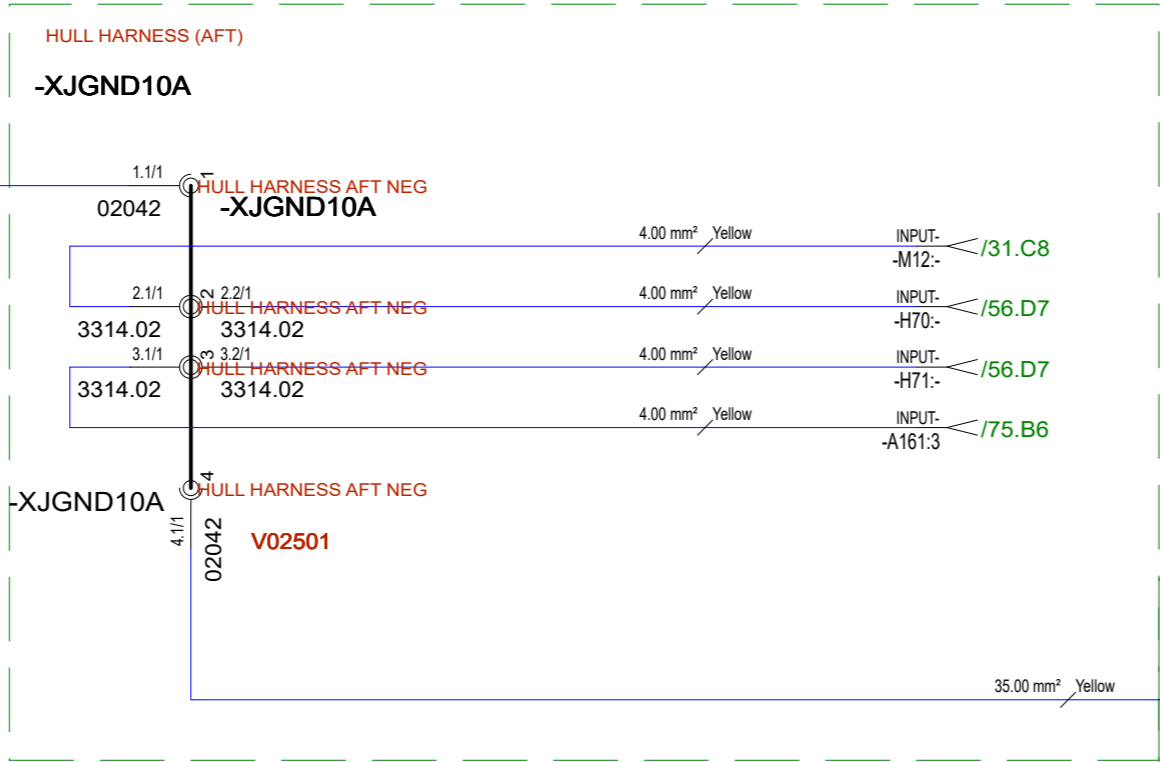 HULL HARNESS (AFT)
-XJGND10A
1.1/1
1
HULL HARNESS AFT NEG
02042
-XJGND10A
4.00 mm² Yellow
INPUT-
/31.C8
-M12:-
2.1/1
2
2.2/1
HULL HARNESS AFT NEG
4.00 mm² Yellow
INPUT-
/56.D7
3314.02
3314.02
-H70:-
3.1/1
3
3.2/1
HULL HARNESS AFT NEG
4.00 mm² Yellow
INPUT-
/56.D7
3314.02
3314.02
-H71:-
4.00 mm² Yellow
INPUT-
/75.B6
-A161:3
4
HULL HARNESS AFT NEG
-XJGND10A
4.1/1
02042
V02501
35.00 mm² Yellow